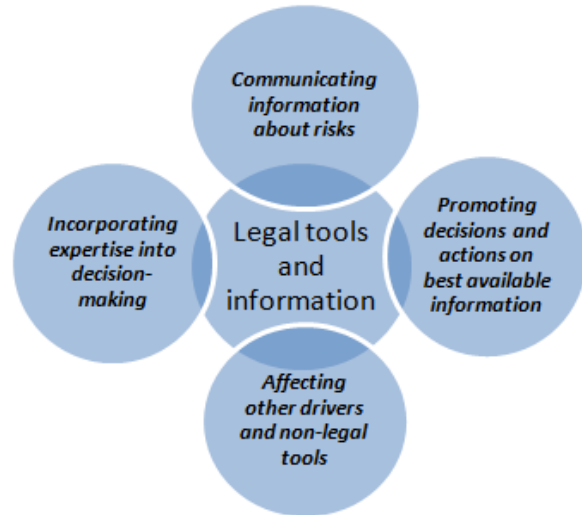 Communicating
information
about risks
Incorporating
expertise into
decision-
making
Legal tools
and
information
Promoting
decisions and
actions on
best available
information
Affecting
other drivers
and non-legal
tools